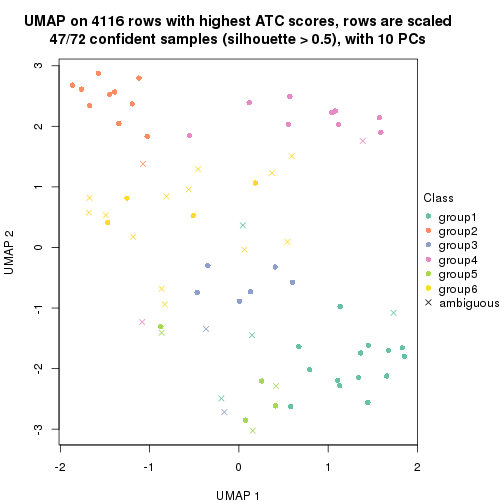 UMAP on 4116 rows with highest ATC scores, rows are scaled
47/72 confident samples (silhouette > 0.5), with 10 PCs
3
2
1
0
-1
-2
-3
UMAP 2
-2
-1
0
1
2
UMAP 1
Class
group1
group2
group3
group4
group5
group6
ambiguous